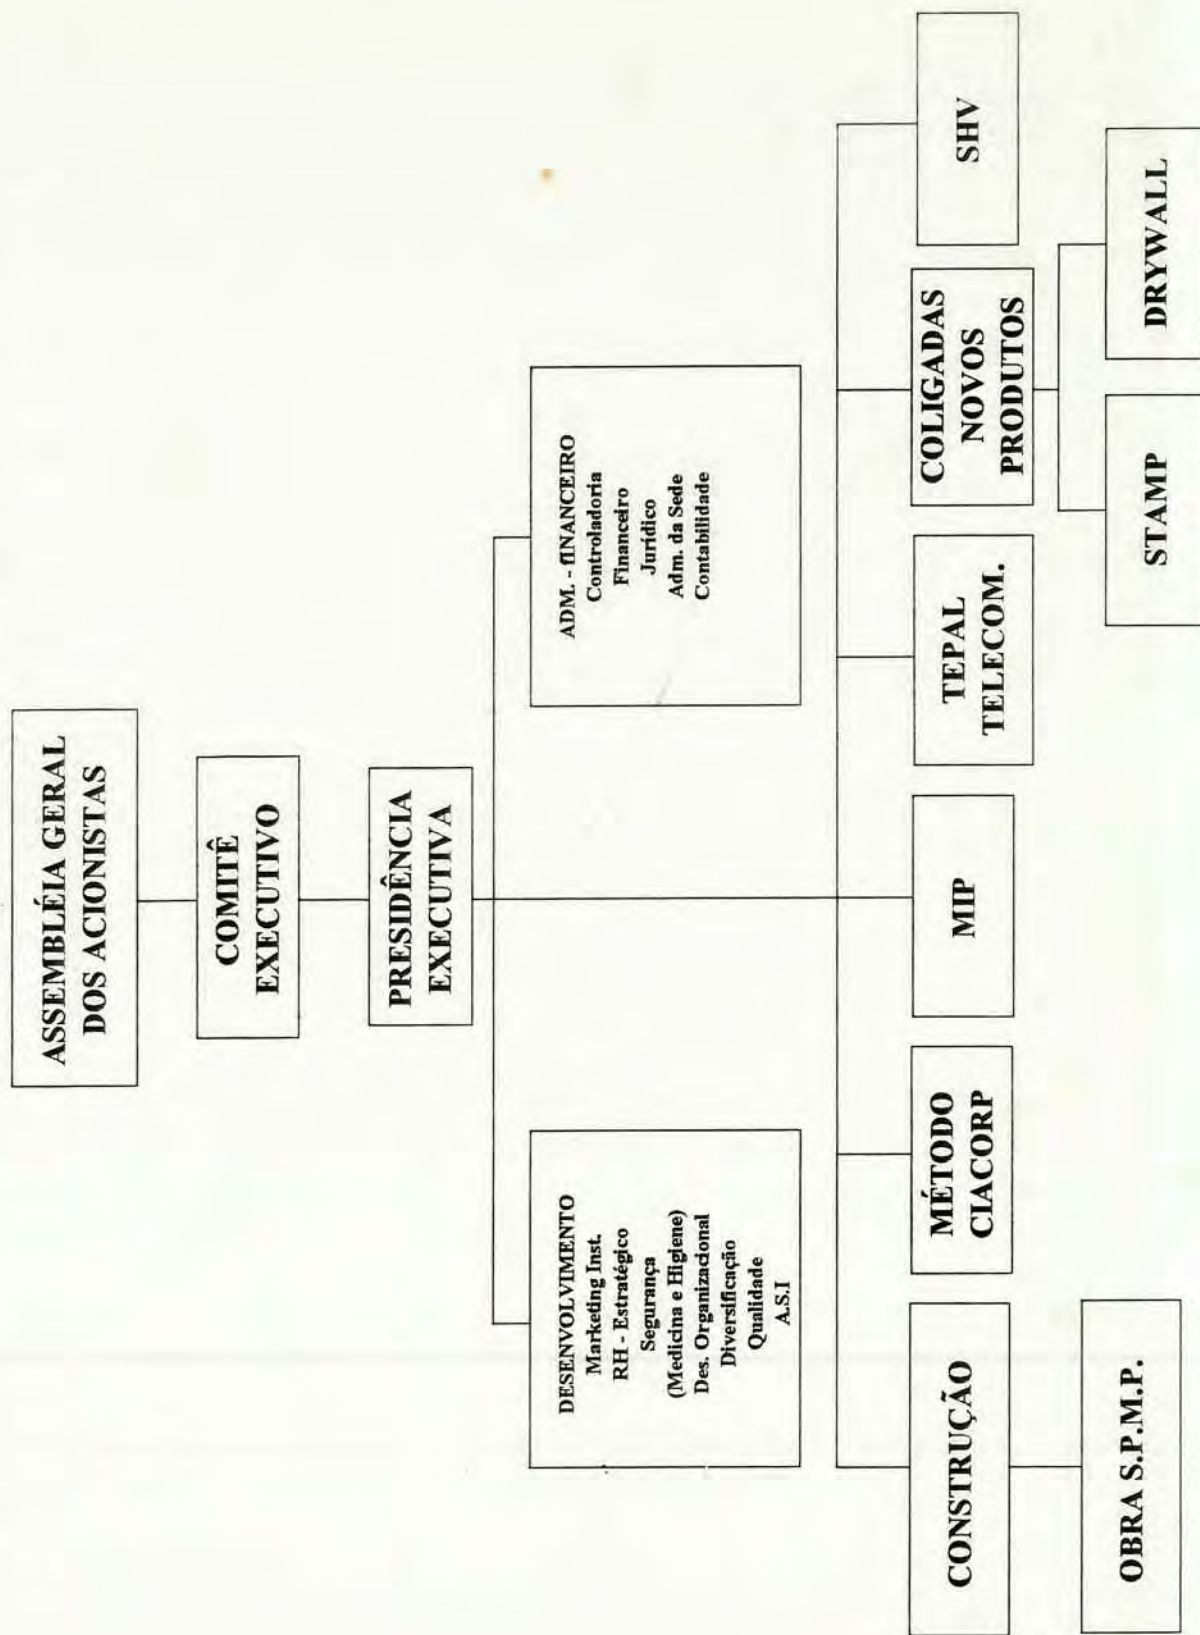 ASSEMBLÉIA GERAL
DOS ACIONISTAS
COMITÊ
EXECUTIVO
PRESIDÊNCIA
EXECUTIVA
DESENVOLVIMENTO
Marketing Inst.
RH - Estratégico
Segurança
(Medicina e Higiene)
Des. Organizacional
Diversificação
Qualidade
A.S.I
ADM. - fINANCEIRO
Controladoria
Financeiro
Jurídico
Adm. da Sede
Contabilidade
CONSTRUÇÃO
MÉTODO
CIACORP
MIP
TEPAL
TELECOM.
COLIGADAS
NOVOS
PRODUTOS
SHV
OBRA S.P.M.P.
STAMP
DRYWALL